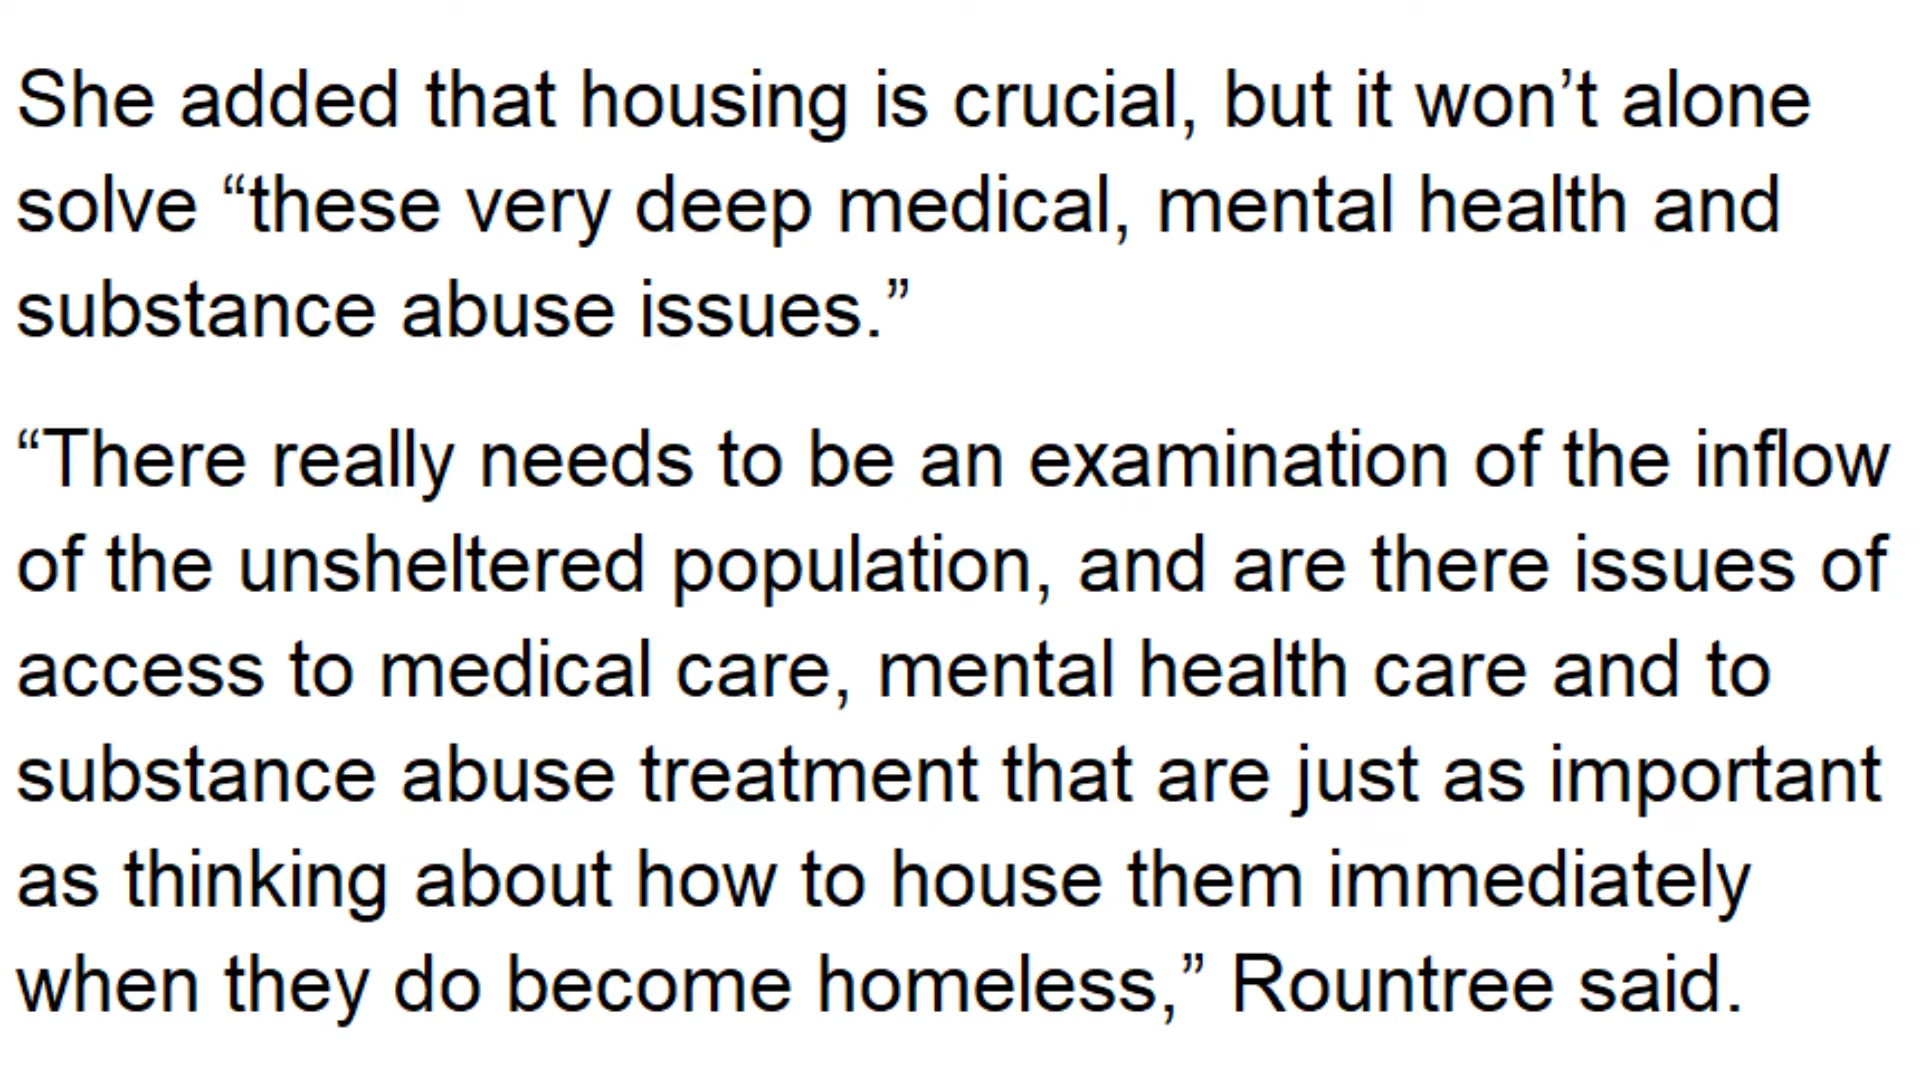 She added that housing is crucial, but it won’t alone
solve “these very deep medical, mental health and
substance abuse issues.”
“There really needs to be an examination of the inflow
of the unsheltered population, and are there issues of
access to medical care, mental health care and to
substance abuse treatment that are just as important
as thinking about how to house them immediately
when they do become homeless,” Rountree said.